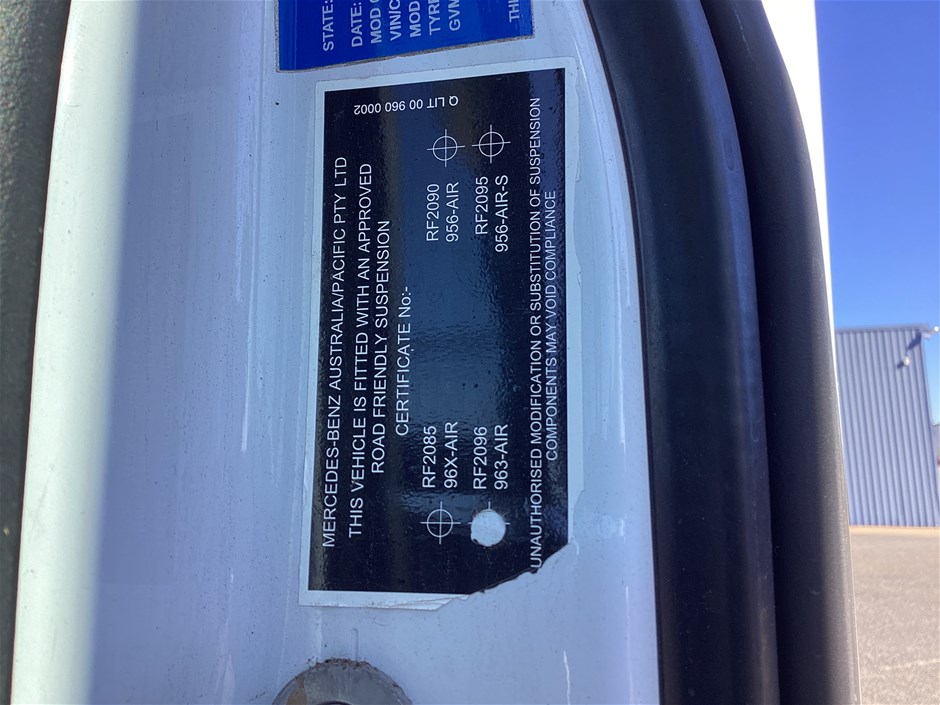 STATE:
DATE:
MOD
VINC
MOD
TYRE
GVM
THI
Q LIT 00 960 0002
MERCEDES-BENZ AUSTRALIA/PACIFIC PTY LTD
THIS VEHICLE IS FITTED WITH AN APPROVED
ROAD FRIENDLY SUSPENSION
CERTIFICATE No:-
RF2085 RF2090
96X-AIR 956-AIR
RF2096 RF2095
963-AIR 956-AIR-S
UNAUTHORISED MODIFICATION OR SUBSTITUTION OF SUSPENSION
COMPONENTS MAY VOID COMPLIANCE